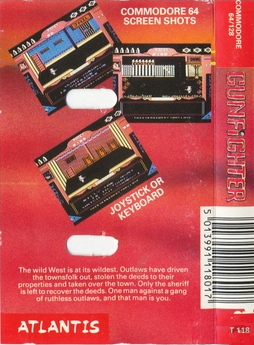 COMMODORE 64
SCREEN SHOTS
JOYSTICK OR
KEYBOARD
The wild West is at its wildest. Outlaws have driven
the townsfolk out, stolen the deeds to their
properties and taken over the town. Only the sheriff
is left to recover the deeds. One man against a gang
of ruthless outlaws, and that man is you.
ATLANTIS
COMMODORE
64/128
GUNFIGHTER
5 013991 118017
T 118